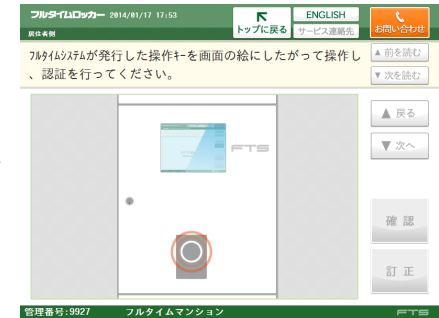 フルタイムロッカー 2014/01/17 17:53
居住者側
トップに戻る
ENGLISH
サービス連絡先
お問い合わせ
ﾌﾙﾀｲﾑｼｽﾃﾑが発行した操作ｷｰを画面の絵にしたがって操作し
、認証を行ってください。
▲ 前を読む
▼ 次を読む
▲ 戻る
▼ 次へ
FTS
確 認
訂 正
管理番号:9927 フルタイムマンション
FTS